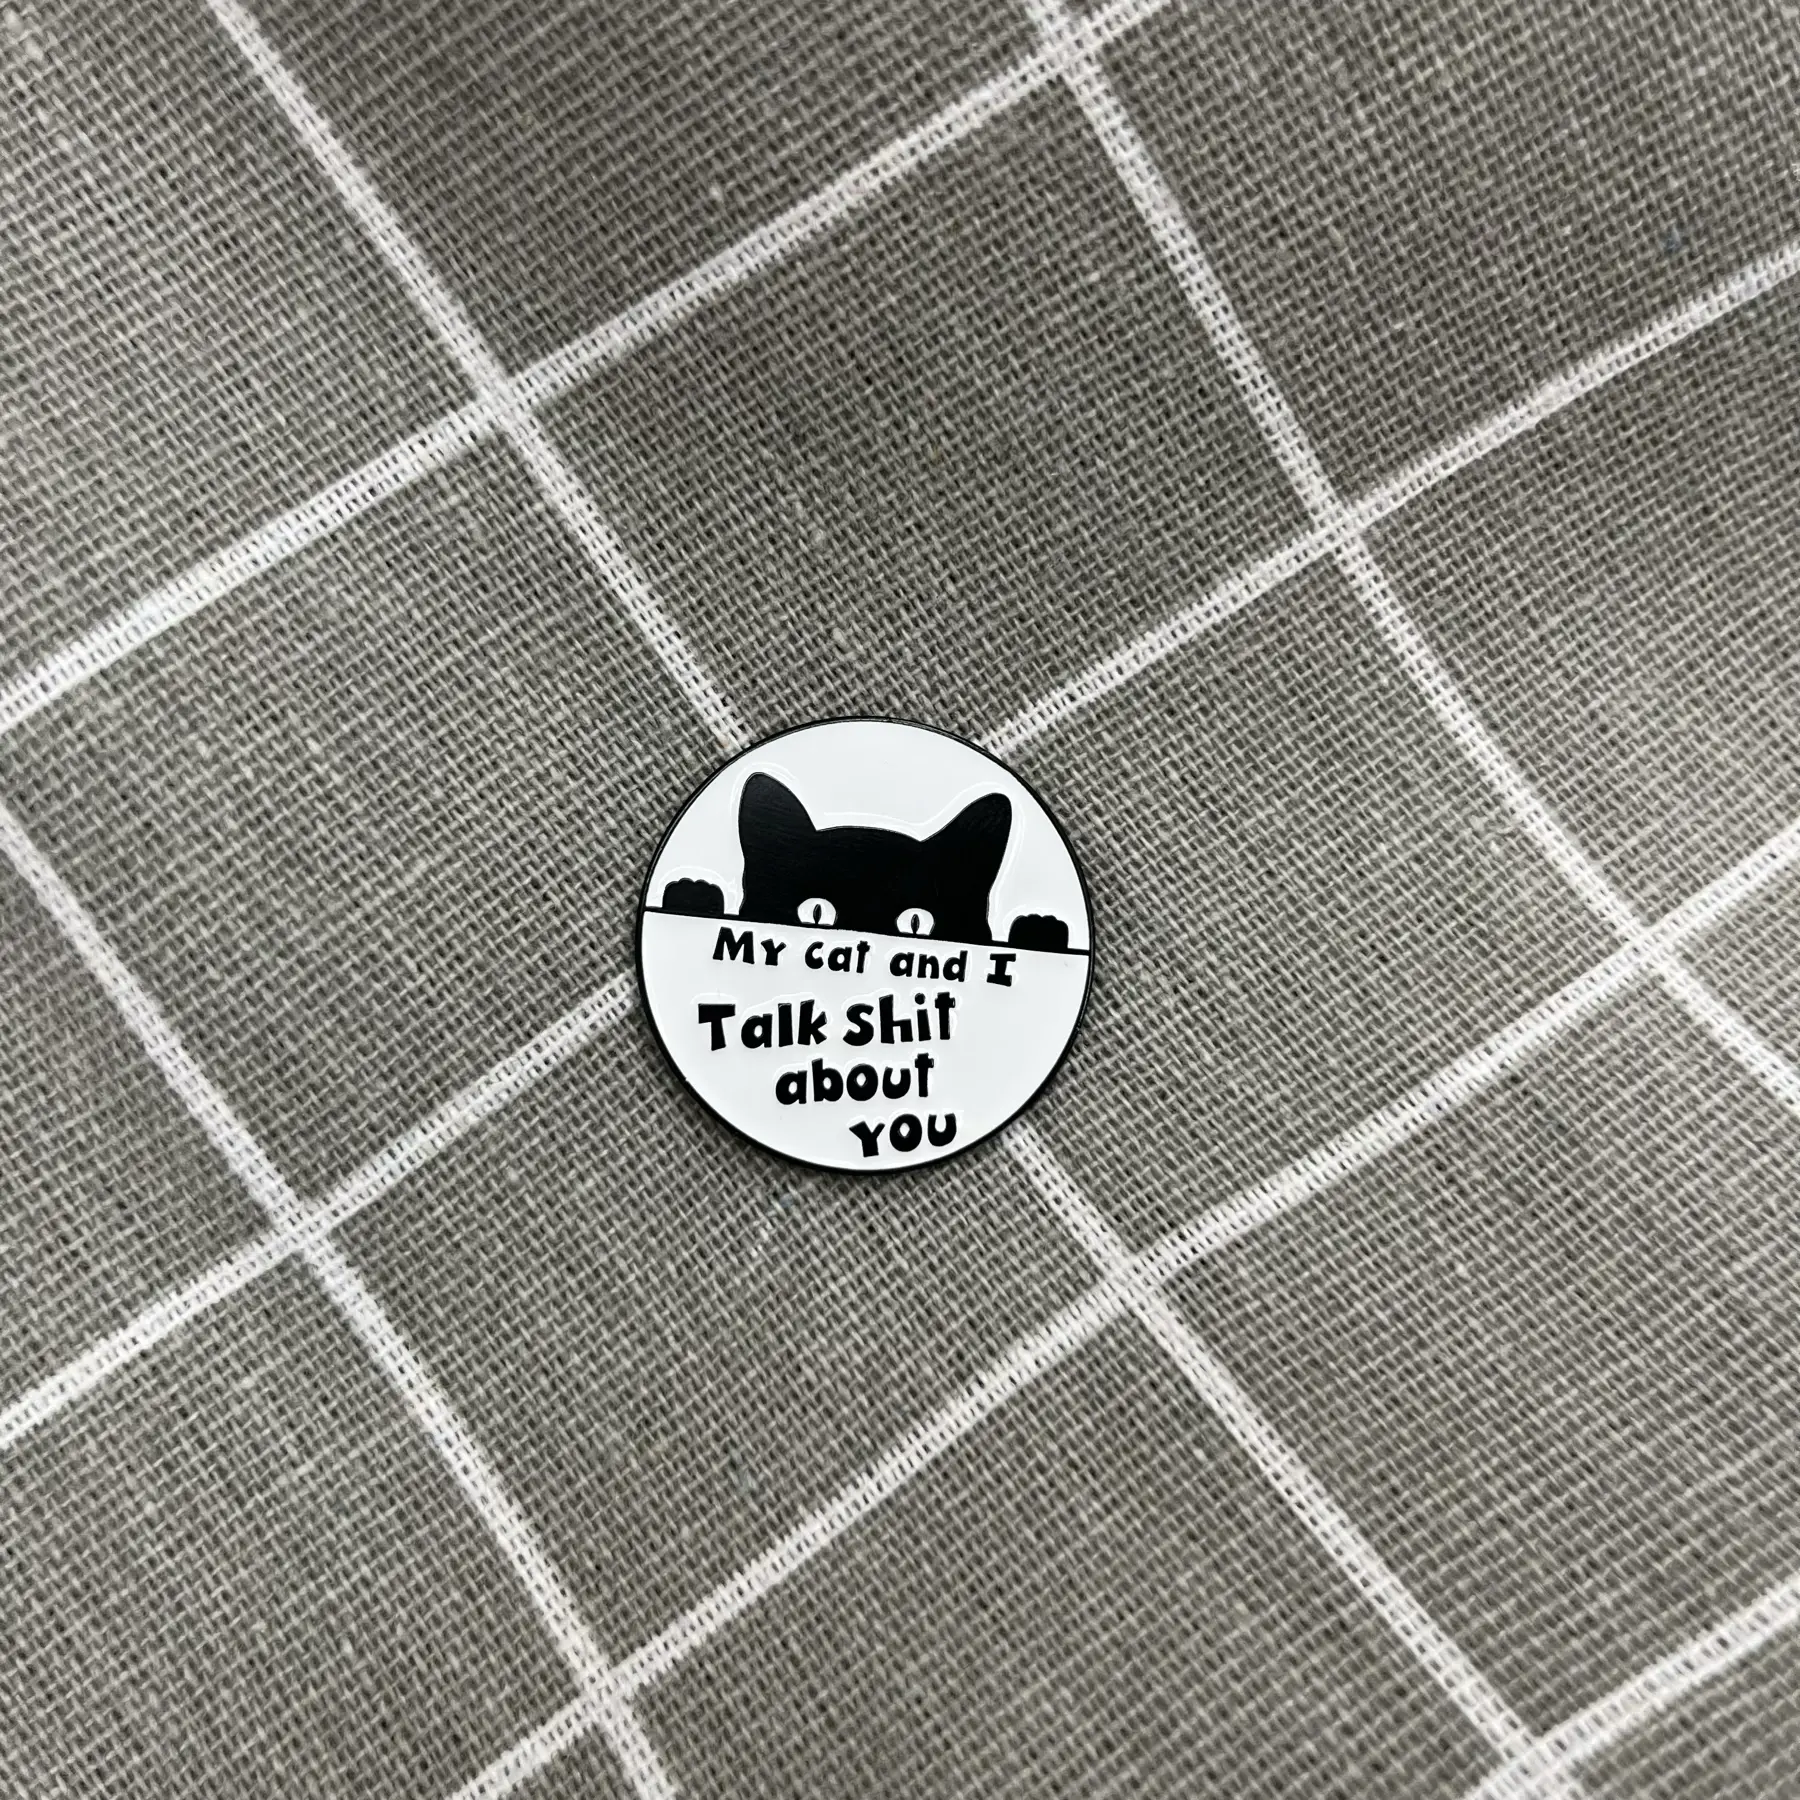 My cat and I
Talk shit
about
you